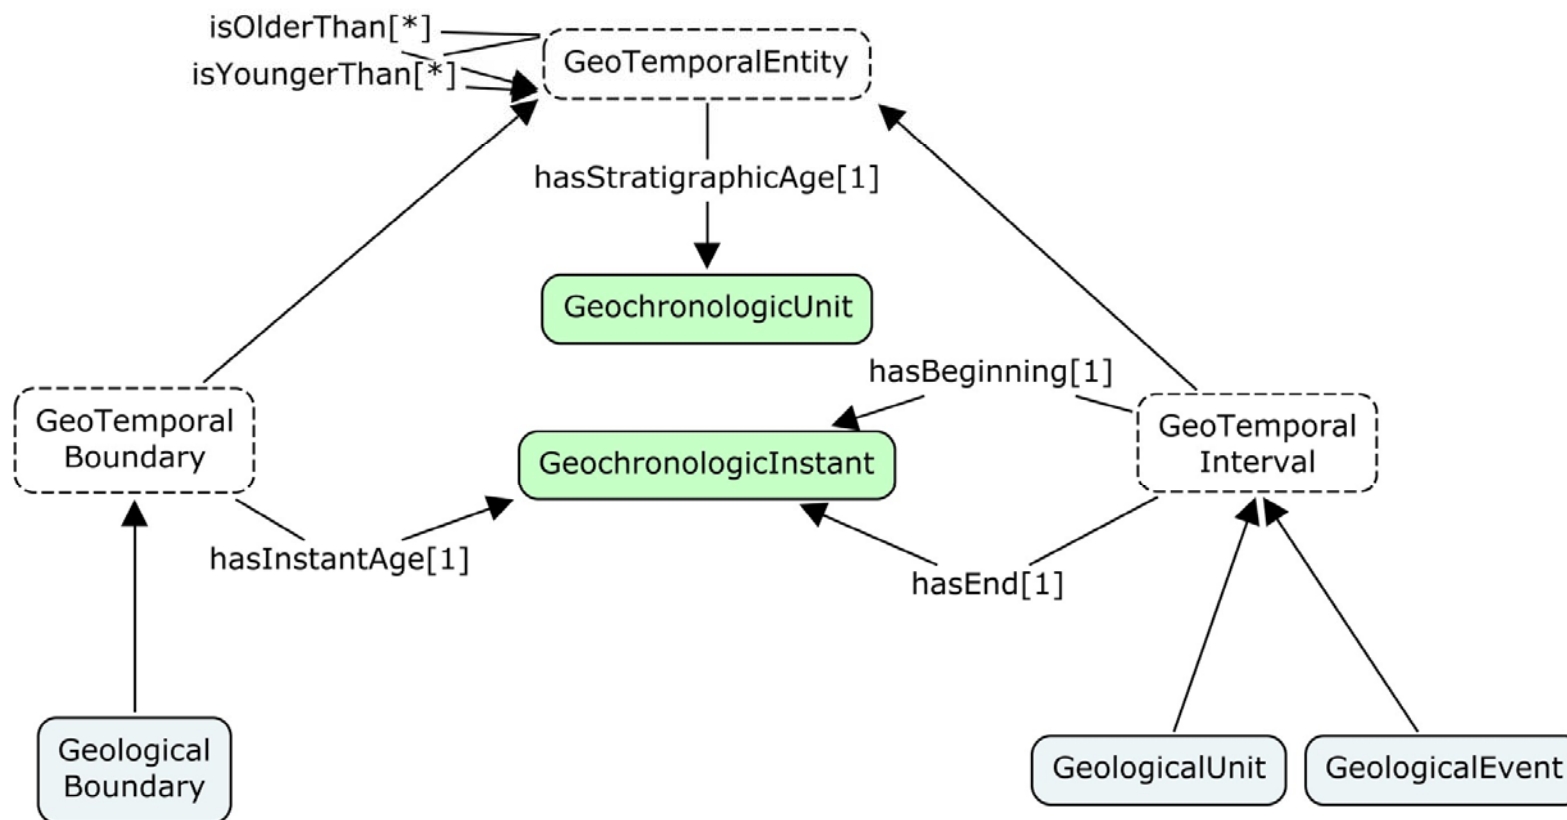 isOlderThan[*]
isYoungerThan[*]
GeoTemporalEntity
hasStratigraphicAge[1]
GeochronologicUnit
hasBeginning[1]
GeoTemporal
Boundary
GeochronologicInstant
GeoTemporal
Interval
hasInstantAge[1]
hasEnd[1]
Geological
Boundary
GeologicalUnit
GeologicalEvent